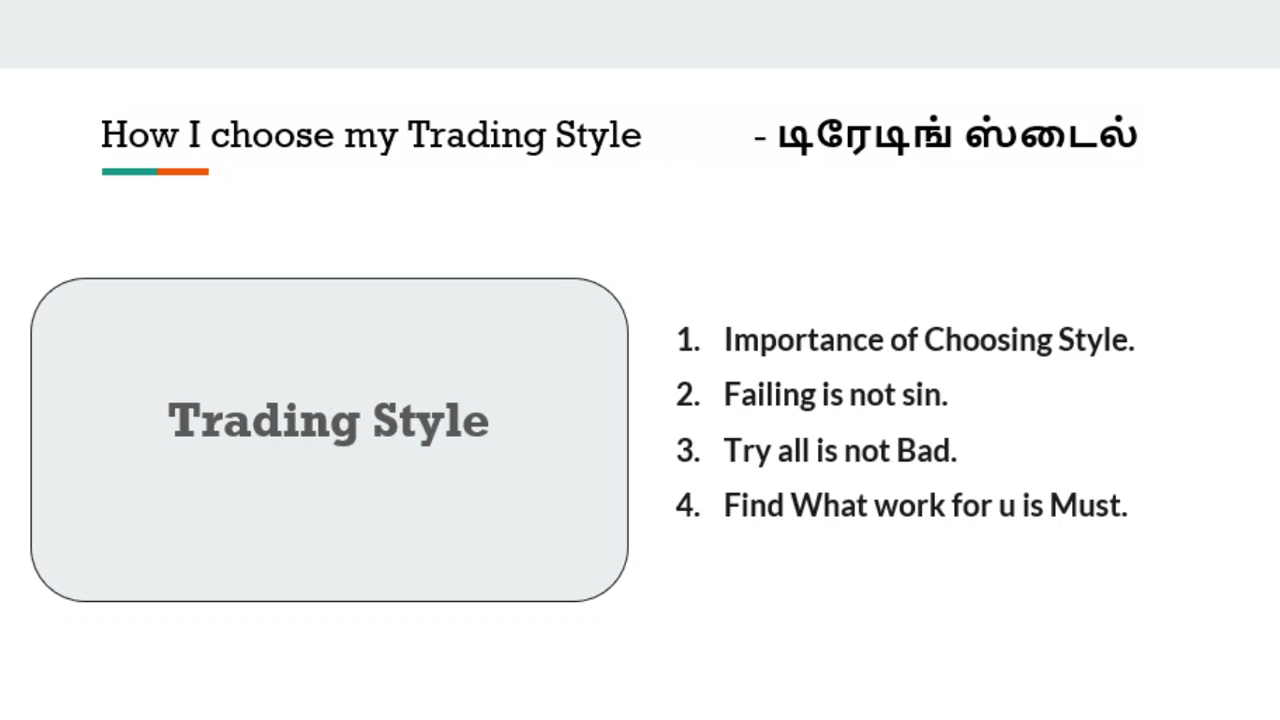 How I choose my Trading Style - டிரேடிங் ஸ்டைல்
Trading Style
1. Importance of Choosing Style.
2. Failing is not sin.
3. Try all is not Bad.
4. Find What work for u is Must.